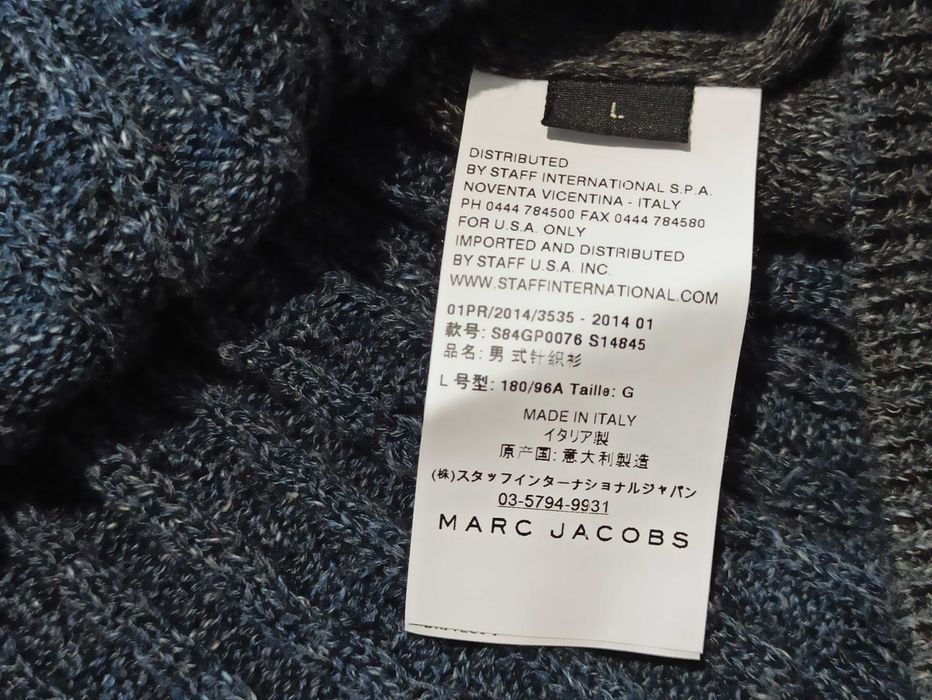 L
DISTRIBUTED
BY STAFF INTERNATIONAL S.P.A.
NOVENTA VICENTINA - ITALY
PH 0444 784500 FAX 0444 784580
FOR U.S.A. ONLY
IMPORTED AND DISTRIBUTED
BY STAFF U.S.A. INC.
WWW.STAFFINTERNATIONAL.COM
01PR/2014/3535 - 2014 01
款号: S84GP0076 S14845
品名: 男 式针织衫
L 号型: 180/96A Taille: G
MADE IN ITALY
イタリア製
原产国: 意大利製造
(株)スタッフインターナショナルジャパン
03-5794-9931
MARC JACOBS